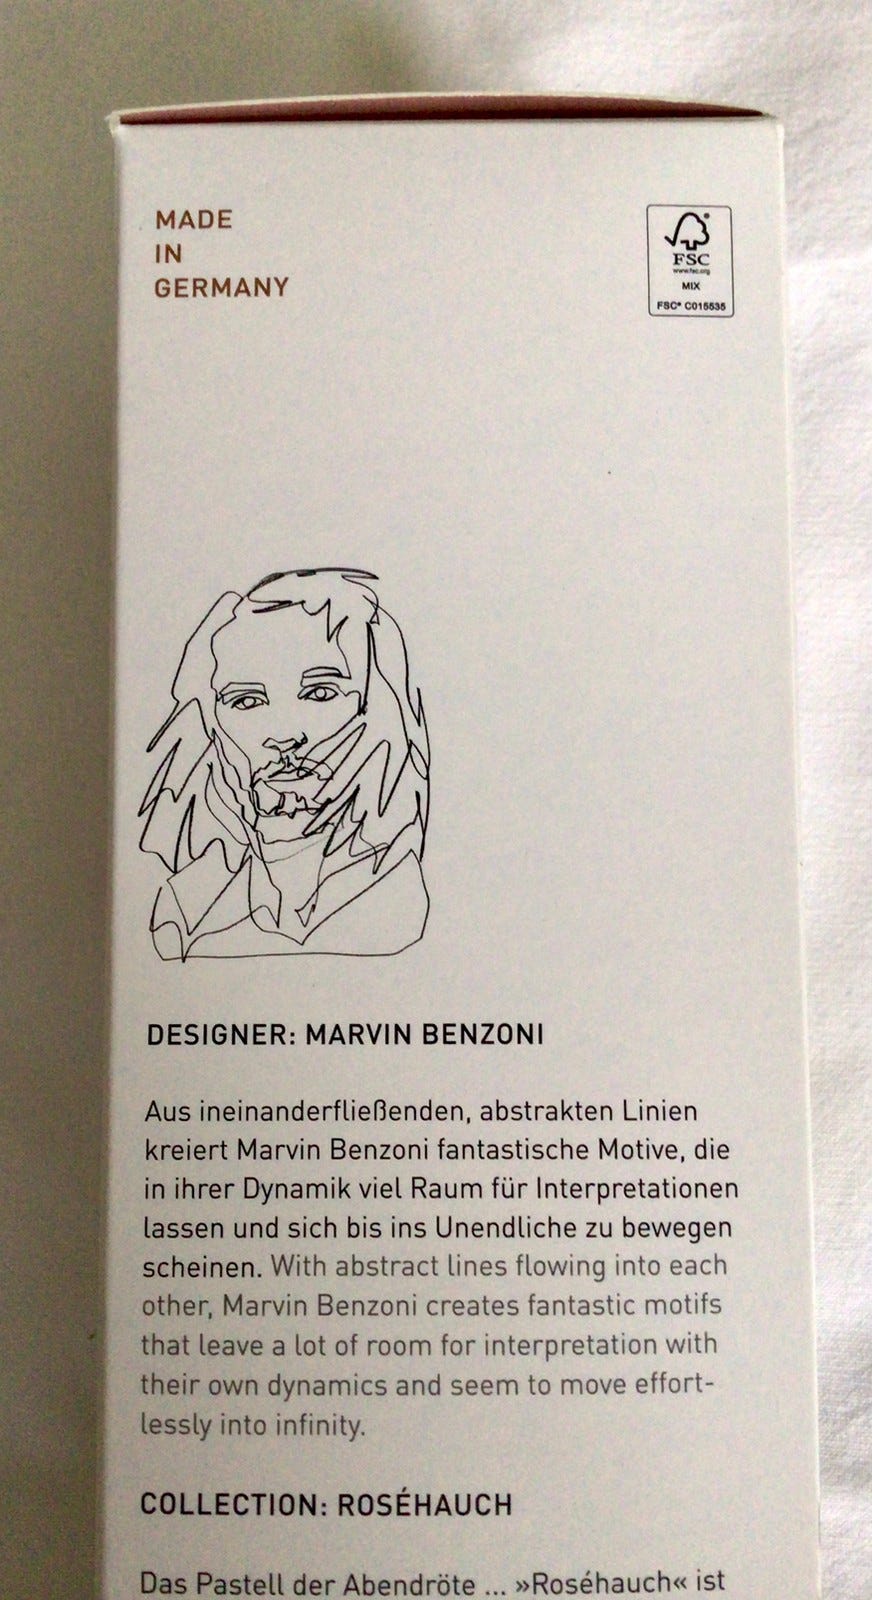 MADE
IN
GERMANY
FSC
www.fsc.org
MIX
FSC® C015535
DESIGNER: MARVIN BENZONI
Aus ineinanderfließenden, abstrakten Linien
kreiert Marvin Benzoni fantastische Motive, die
in ihrer Dynamik viel Raum für Interpretationen
lassen und sich bis ins Unendliche zu bewegen
scheinen. With abstract lines flowing into each
other, Marvin Benzoni creates fantastic motifs
that leave a lot of room for interpretation with
their own dynamics and seem to move effort-
lessly into infinity.
COLLECTION: ROSÉHAUCH
Das Pastell der Abendröte ... »Roséhauch« ist